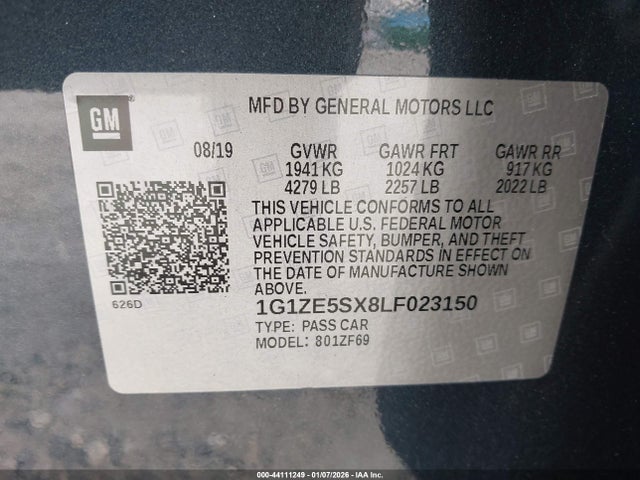 GM
MFD BY GENERAL MOTORS LLC
08/19 GVWR GAWR FRT GAWR RR
1941 KG 1024 KG 917 KG
4279 LB 2257 LB 2022 LB
THIS VEHICLE CONFORMS TO ALL
APPLICABLE U.S. FEDERAL MOTOR
VEHICLE SAFETY, BUMPER, AND THEFT
PREVENTION STANDARDS IN EFFECT ON
THE DATE OF MANUFACTURE SHOWN
ABOVE.
626D
1G1ZE5SX8LF023150
TYPE: PASS CAR
MODEL: 801ZF69
000-44111249 - 01/07/2026 - IAA Inc.